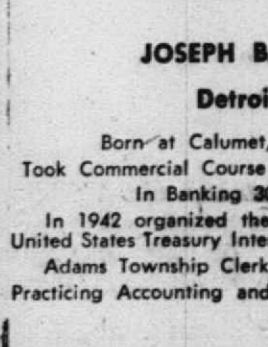 JOSEPH B
Detroi
Born at Calumet,
Took Commercial Course
In Banking 3
In 1942 organized the
United States Treasury Inte
Adams Township Clerk
Practicing Accounting and